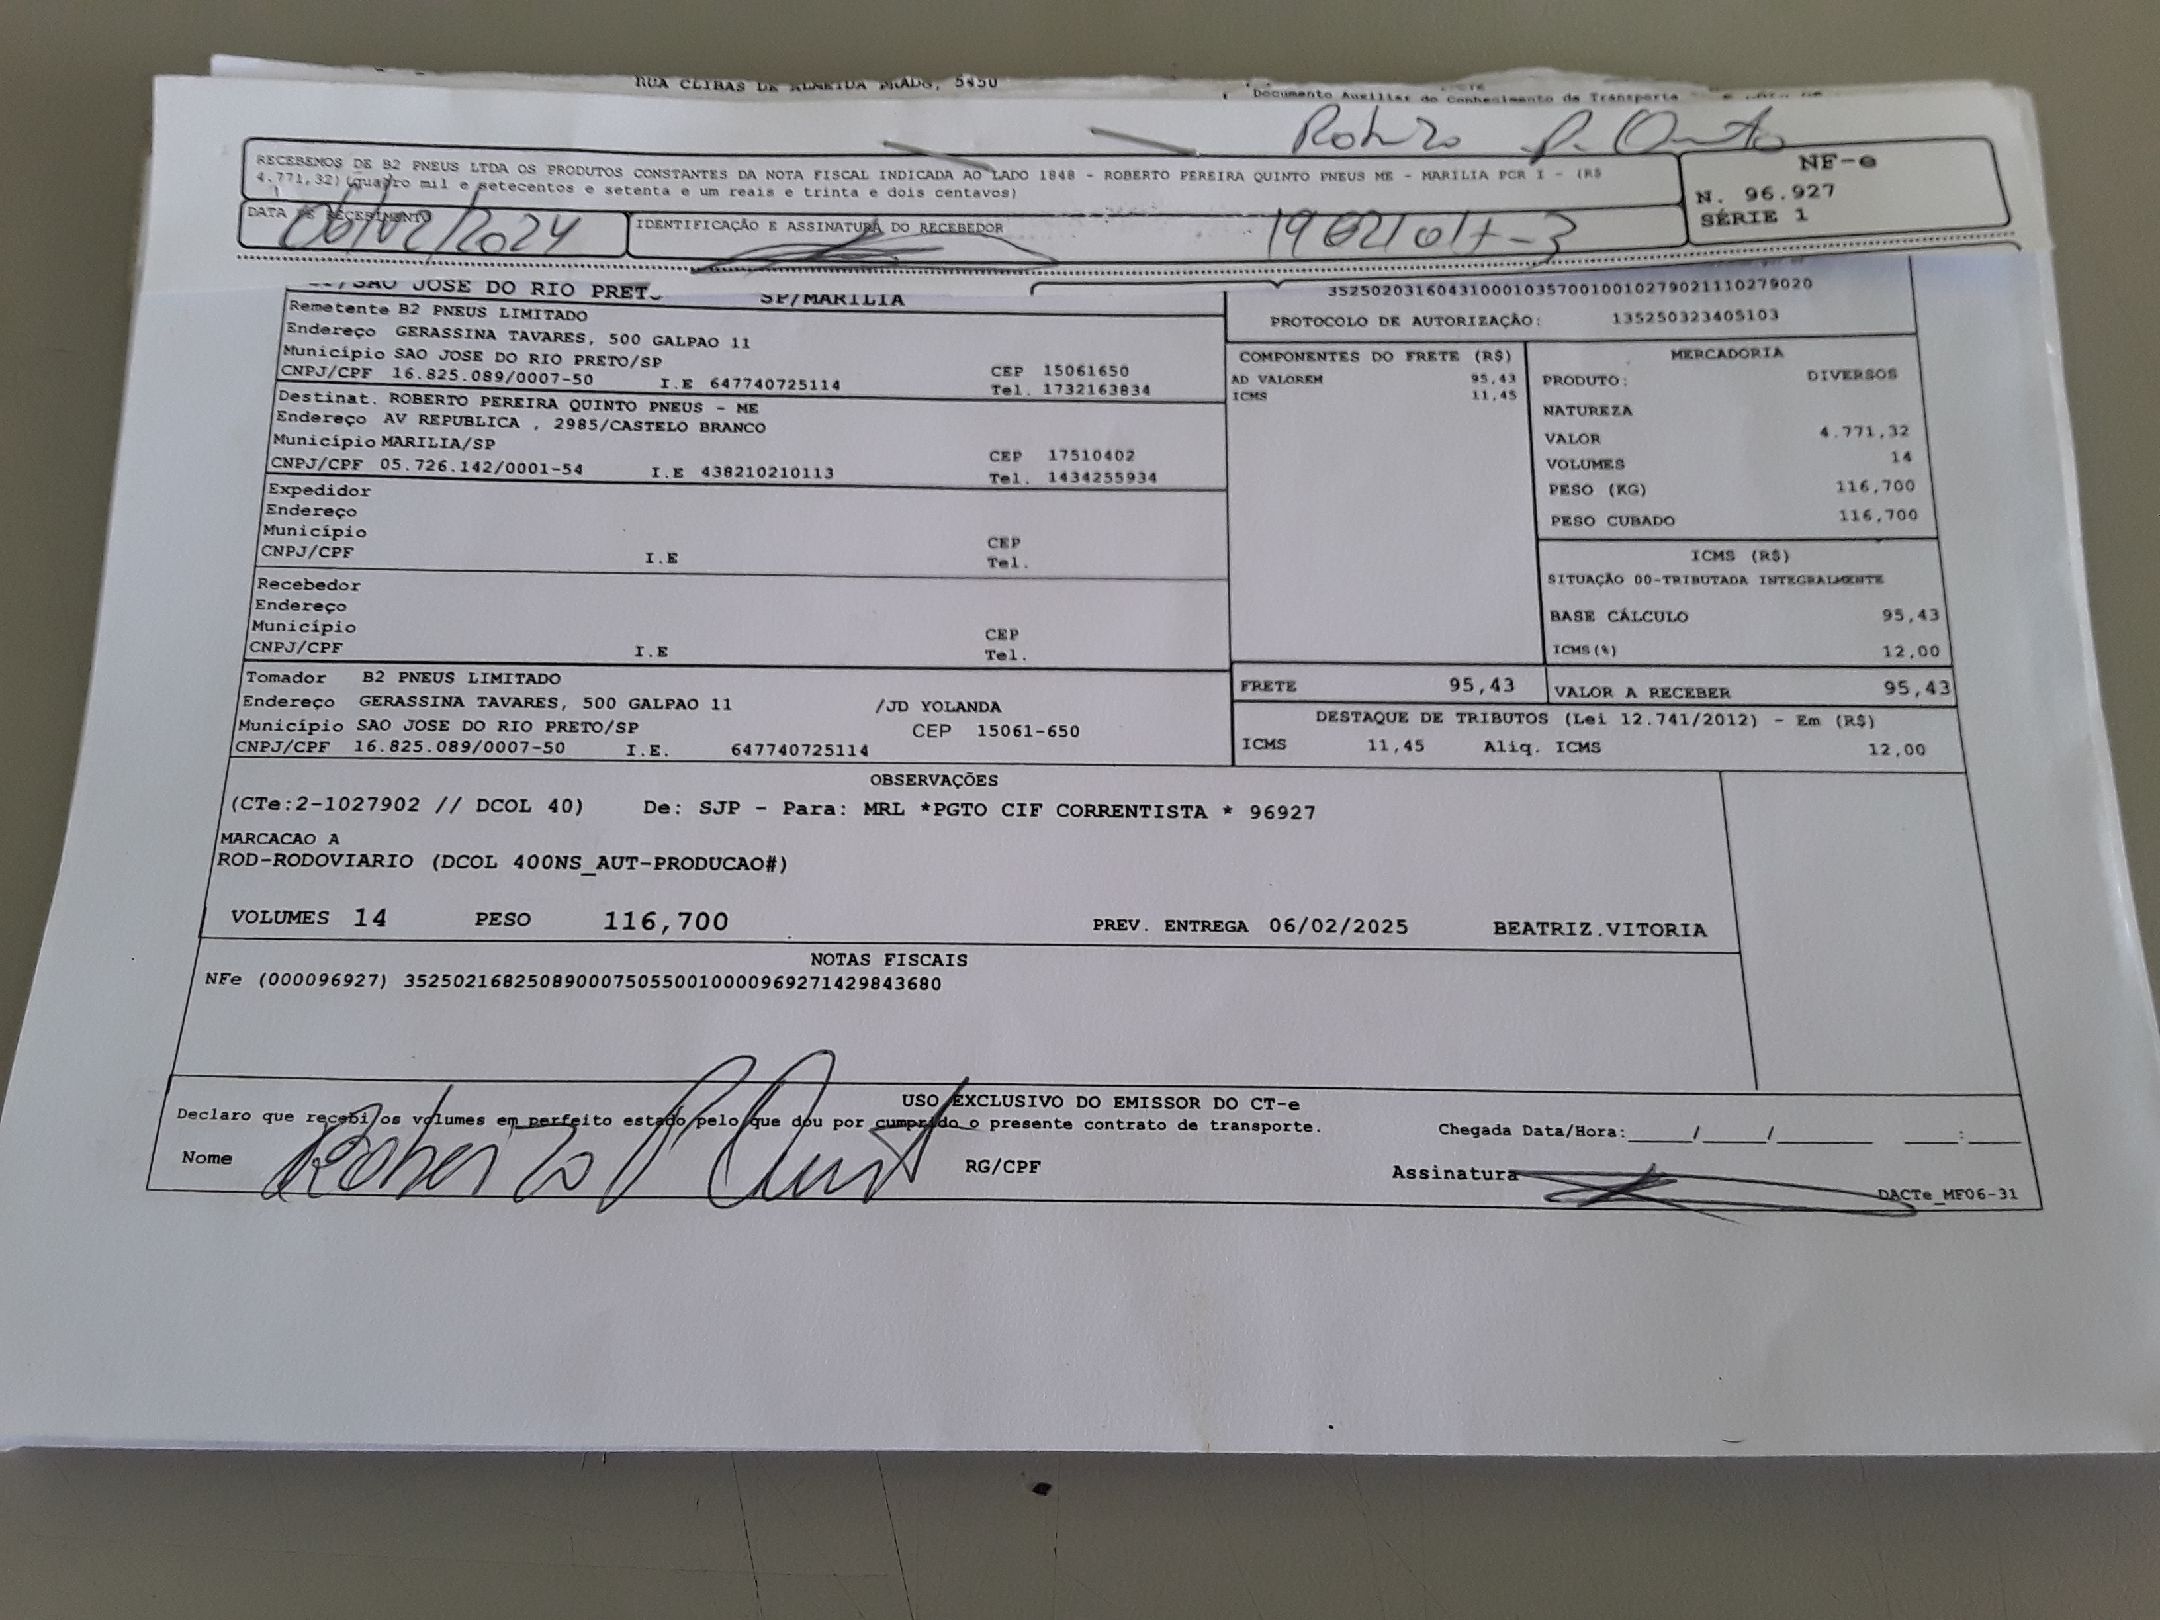 RUA CLIBAS DE ALMEIDA PRADO, 5450
Documento Auxiliar do Conhecimento de Transporte
RECEBEMOS DE B2 PNEUS LTDA OS PRODUTOS CONSTANTES DA NOTA FISCAL INDICADA AO LADO 1848 - ROBERTO PEREIRA QUINTO PNEUS ME - MARILIA PCR I - (R$
4.771,32) (quatro mil e setecentos e setenta e um reais e trinta e dois centavos)
NF-e
N. 96.927
SÉRIE 1
DATA DE RECEBIMENTO
06/02/2024
IDENTIFICAÇÃO E ASSINATURA DO RECEBEDOR
SAO JOSE DO RIO PRETO SP/MARILIA
35250203160431000103570010010279021110279020
PROTOCOLO DE AUTORIZAÇÃO: 135250323405103
Remetente B2 PNEUS LIMITADO
Endereço GERASSINA TAVARES, 500 GALPAO 11
Município SAO JOSE DO RIO PRETO/SP CEP 15061650
CNPJ/CPF 16.825.089/0007-50 I.E 647740725114 Tel. 1732163834
Destinat. ROBERTO PEREIRA QUINTO PNEUS - ME
Endereço AV REPUBLICA , 2985/CASTELO BRANCO
Município MARILIA/SP CEP 17510402
CNPJ/CPF 05.726.142/0001-54 I.E 438210210113 Tel. 1434255934
Expedidor
Endereço
Município CEP
CNPJ/CPF I.E Tel.
Recebedor
Endereço
Município CEP
CNPJ/CPF I.E Tel.
Tomador B2 PNEUS LIMITADO
Endereço GERASSINA TAVARES, 500 GALPAO 11 /JD YOLANDA
Município SAO JOSE DO RIO PRETO/SP CEP 15061-650
CNPJ/CPF 16.825.089/0007-50 I.E. 647740725114
COMPONENTES DO FRETE (R$)
AD VALOREM 95,43
ICMS 11,45
MERCADORIA
PRODUTO: DIVERSOS
NATUREZA
VALOR 4.771,32
VOLUMES 14
PESO (KG) 116,700
PESO CUBADO 116,700
ICMS (R$)
SITUAÇÃO 00-TRIBUTADA INTEGRALMENTE
BASE CÁLCULO 95,43
ICMS(%) 12,00
FRETE 95,43 VALOR A RECEBER 95,43
DESTAQUE DE TRIBUTOS (Lei 12.741/2012) - Em (R$)
ICMS 11,45 Aliq. ICMS 12,00
OBSERVAÇÕES
(CTe:2-1027902 // DCOL 40) De: SJP - Para: MRL *PGTO CIF CORRENTISTA * 96927
MARCACAO A
ROD-RODOVIARIO (DCOL 400NS_AUT-PRODUCAO#)
VOLUMES 14 PESO 116,700 PREV. ENTREGA 06/02/2025 BEATRIZ.VITORIA
NOTAS FISCAIS
NFe (000096927) 35250216825089000750550010000969271429843680
USO EXCLUSIVO DO EMISSOR DO CT-e
Declaro que recebi os volumes em perfeito estado pelo que dou por cumprido o presente contrato de transporte.
Chegada Data/Hora:____/____/______ ___:___
Nome Roberto P Quinto RG/CPF Assinatura
DACTe_MF06-31